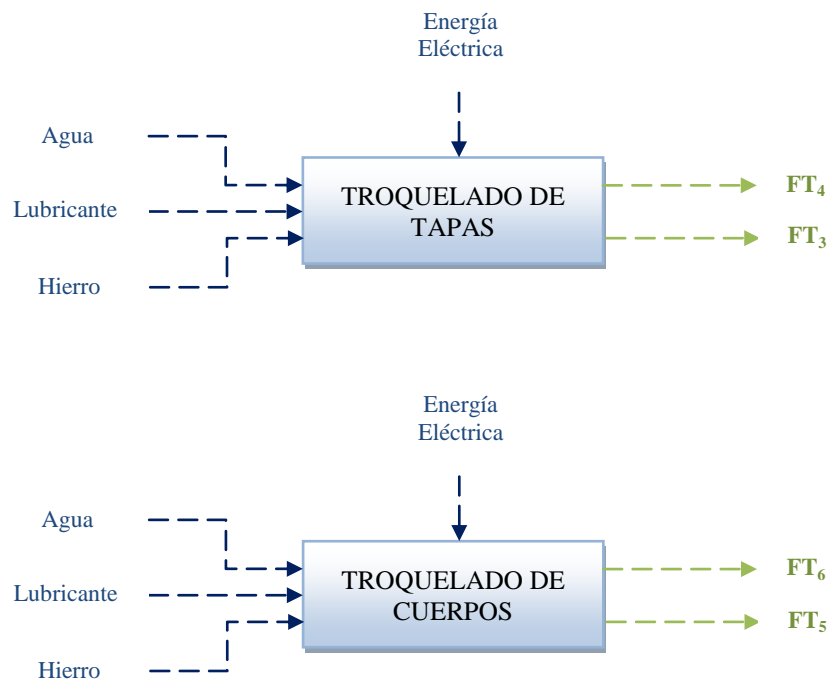 Energía
Eléctrica
Agua
Lubricante
Hierro
TROQUELADO DE
TAPAS
FT₄
FT₃
Energía
Eléctrica
Agua
Lubricante
Hierro
TROQUELADO DE
CUERPOS
FT₆
FT₅